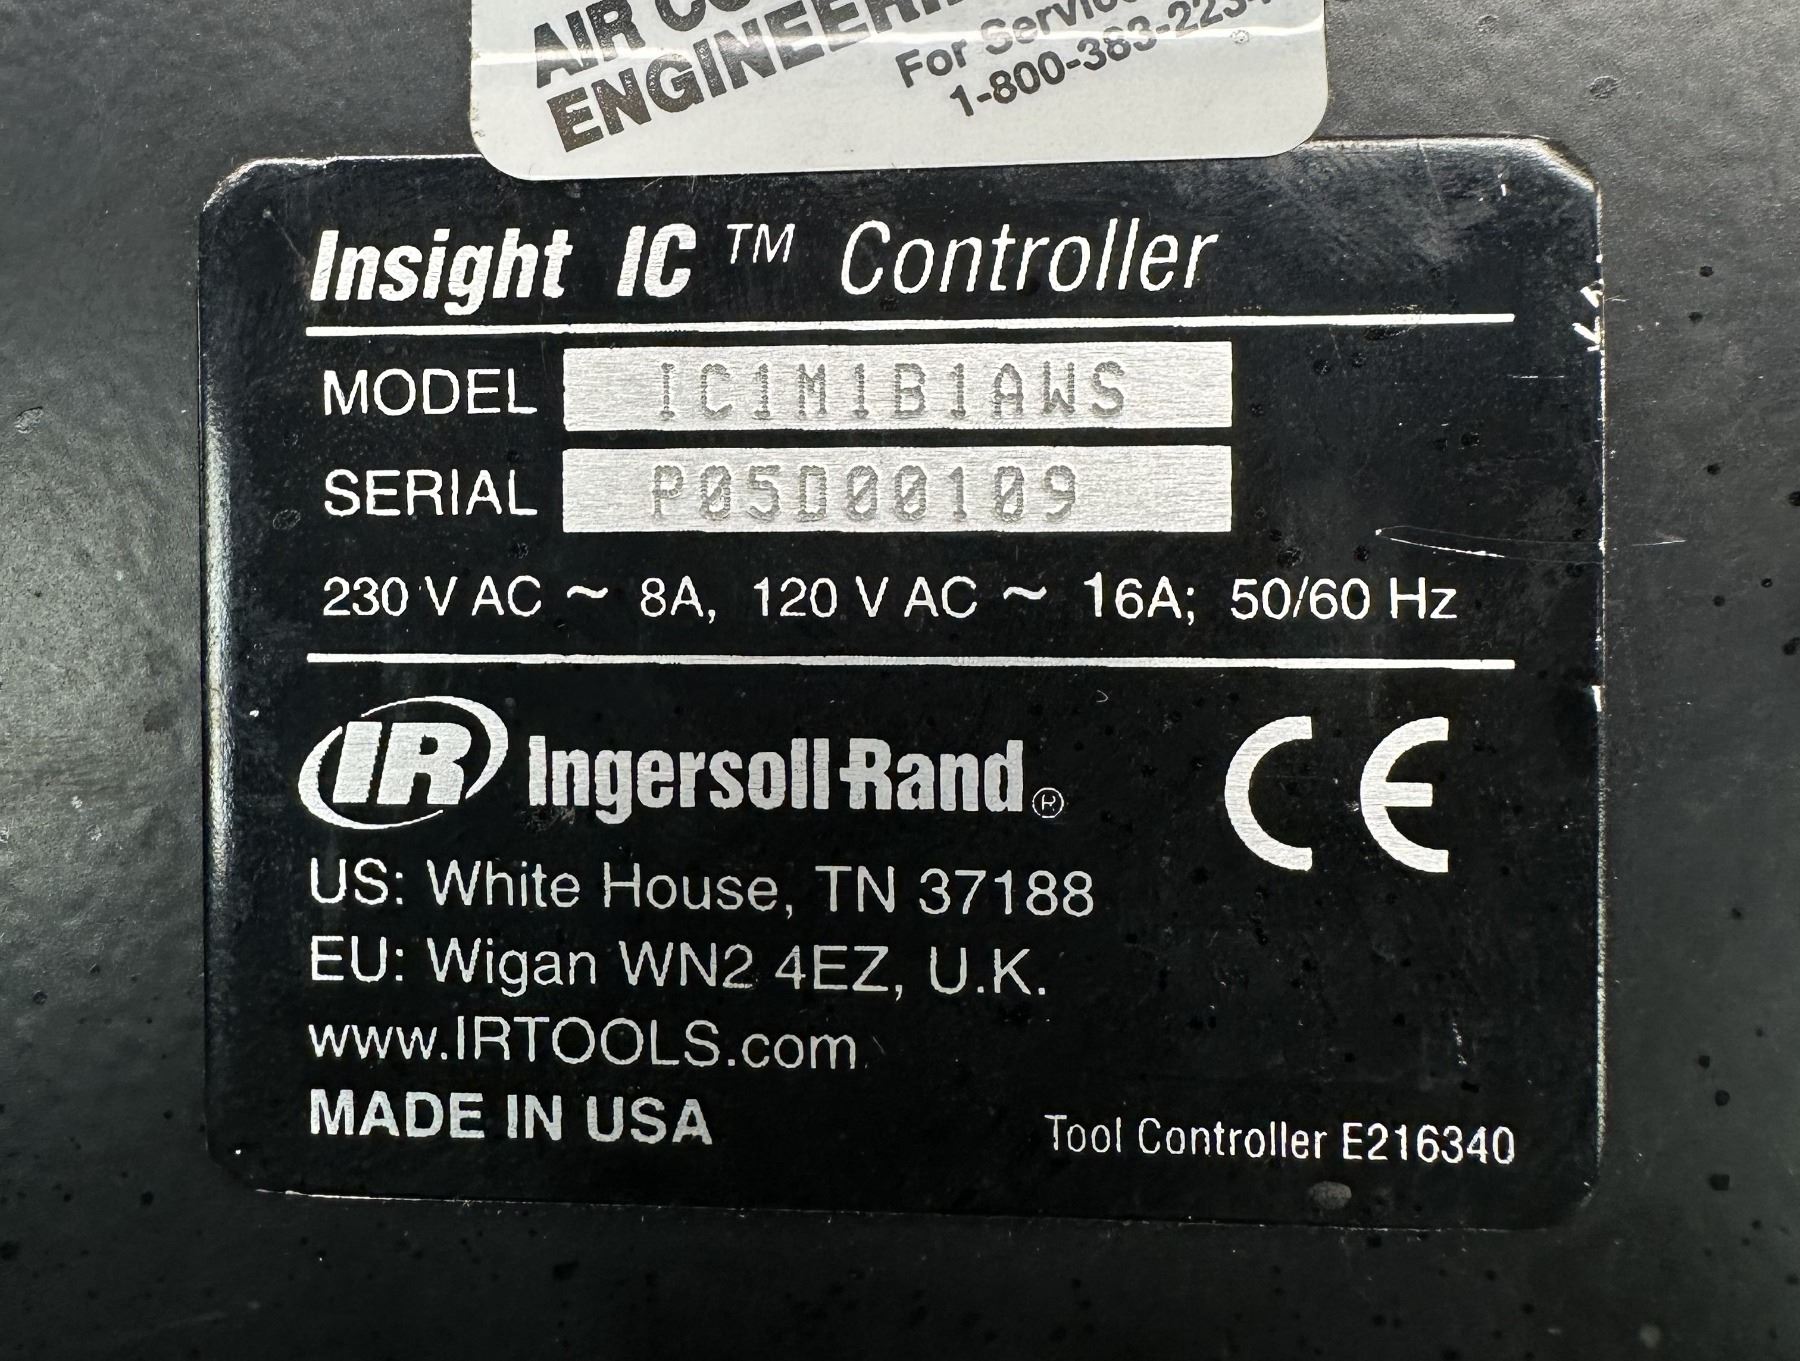 AIR
ENGINEERIN
For Service
1-800-383-223
Insight IC™ Controller
MODEL IC1M1B1AWS
SERIAL P05D00109
230 V AC ~ 8A, 120 V AC ~ 16A; 50/60 Hz
IR Ingersoll-Rand®
CE
US: White House, TN 37188
EU: Wigan WN2 4EZ, U.K.
www.IRTOOLS.com
MADE IN USA
Tool Controller E216340